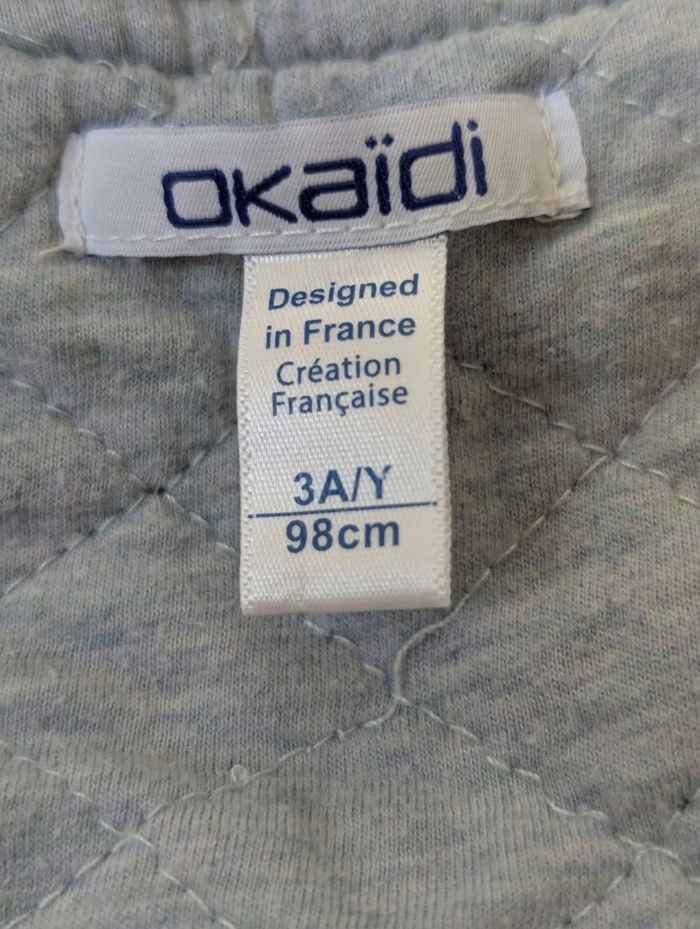 okaïdi
Designed
in France
Création
Française
3A/Y
98cm